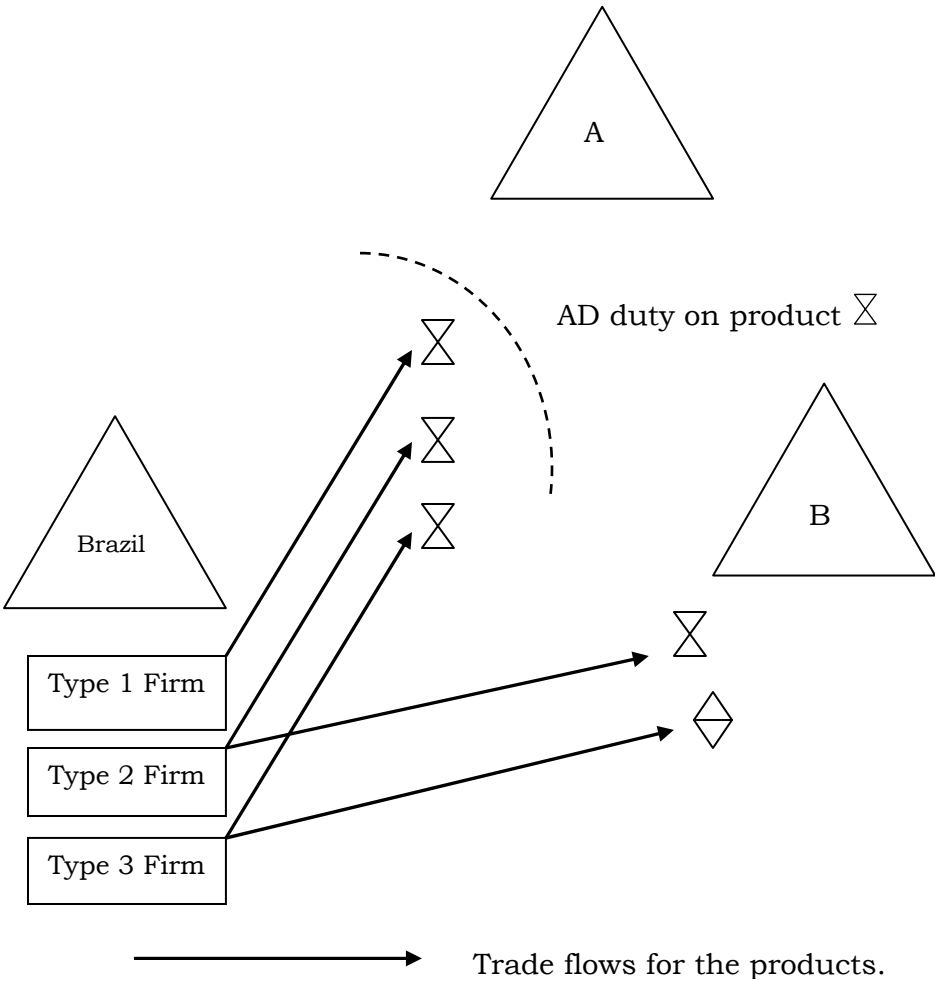 A
AD duty on product
Brazil
B
Type 1 Firm
Type 2 Firm
Type 3 Firm
Trade flows for the products.